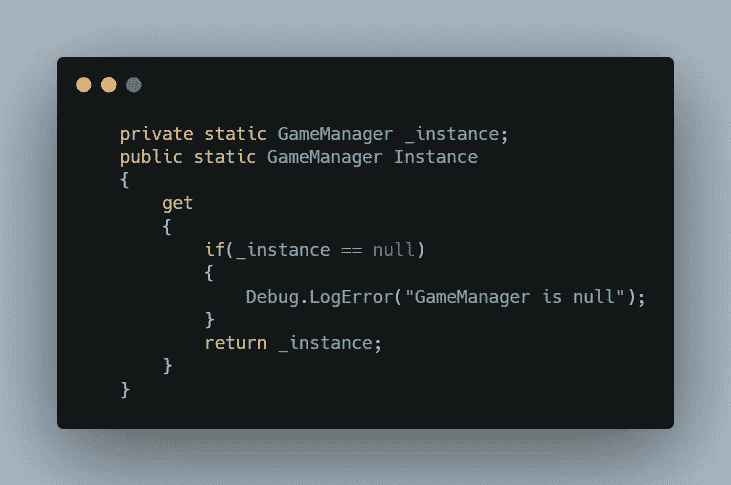 private static GameManager _instance;
public static GameManager Instance
{
get
{
if(_instance == null)
{
Debug.LogError("GameManager is null");
}
return _instance;
}
}